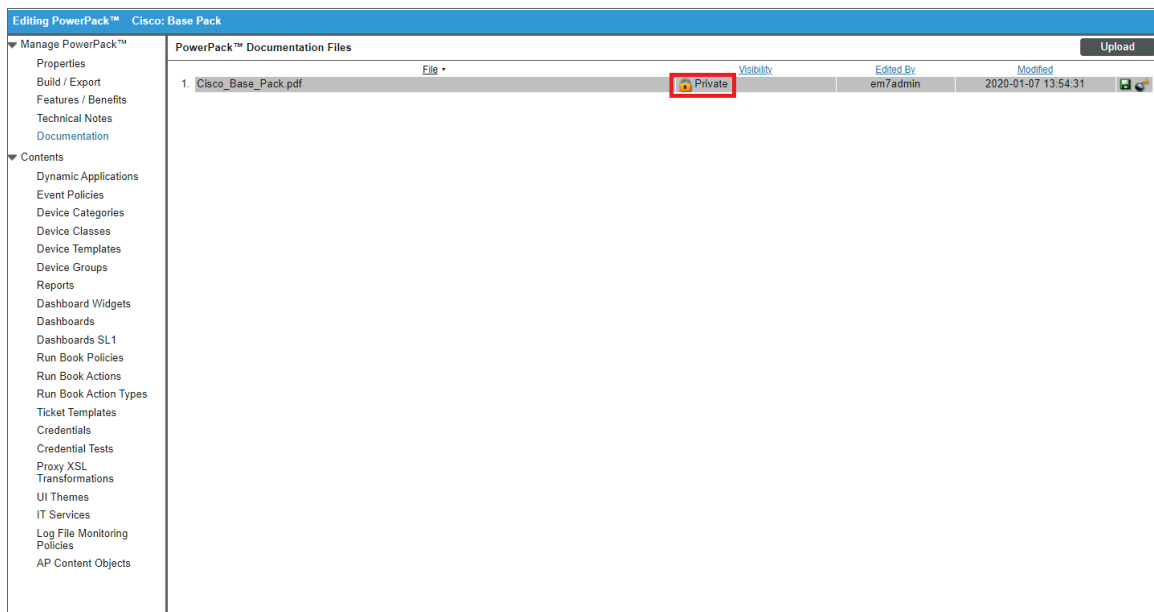 Editing PowerPack™ Cisco: Base Pack
Manage PowerPack™
Properties
Build / Export
Features / Benefits
Technical Notes
Documentation
Contents
Dynamic Applications
Event Policies
Device Categories
Device Classes
Device Templates
Device Groups
Reports
Dashboard Widgets
Dashboards
Dashboards SL1
Run Book Policies
Run Book Actions
Run Book Action Types
Ticket Templates
Credentials
Credential Tests
Proxy XSL
Transformations
UI Themes
IT Services
Log File Monitoring
Policies
AP Content Objects
PowerPack™ Documentation Files Upload
File • Visibility Edited By Modified
1. Cisco_Base_Pack.pdf Private em7admin 2020-01-07 13:54:31